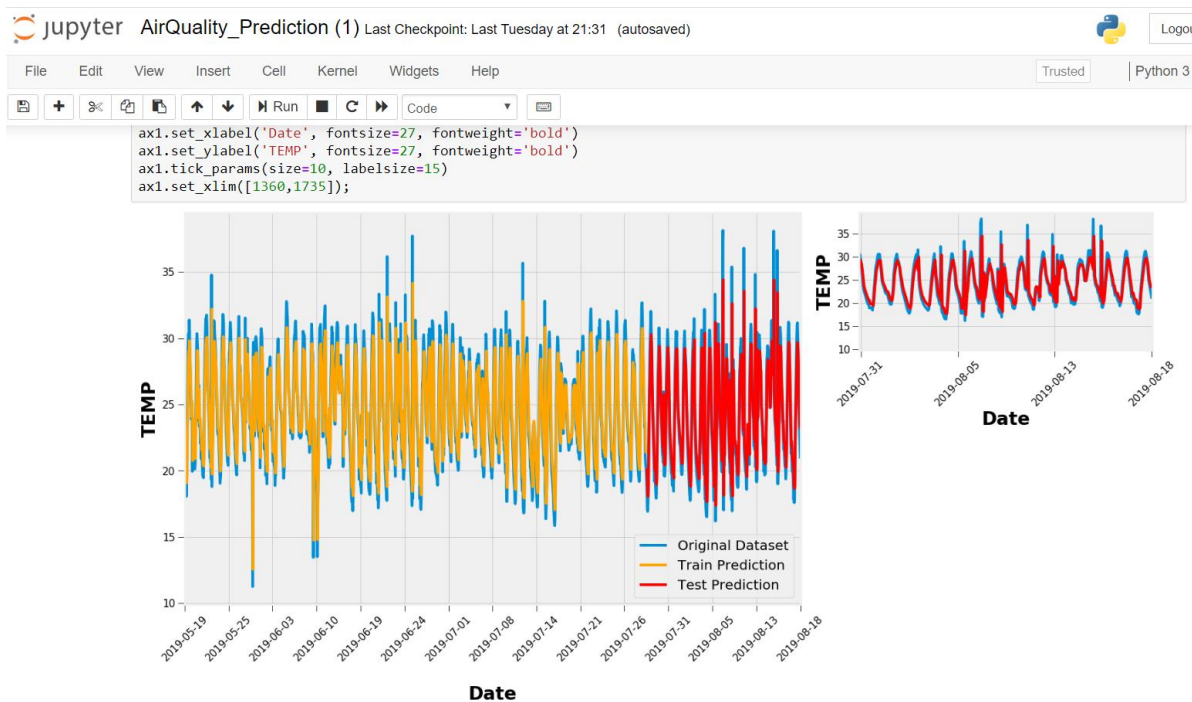 jupyter AirQuality_Prediction (1) Last Checkpoint: Last Tuesday at 21:31 (autosaved)
Logou
File Edit View Insert Cell Kernel Widgets Help
Trusted Python 3
Run Code
ax1.set_xlabel('Date', fontsize=27, fontweight='bold')
ax1.set_ylabel('TEMP', fontsize=27, fontweight='bold')
ax1.tick_params(size=10, labelsize=15)
ax1.set_xlim([1360,1735]);
TEMP
35
30
25
20
15
10
Original Dataset
Train Prediction
Test Prediction
2019-05-19 2019-05-25 2019-06-03 2019-06-10 2019-06-19 2019-06-24 2019-07-01 2019-07-08 2019-07-14 2019-07-21 2019-07-26 2019-07-31 2019-08-05 2019-08-13 2019-08-18
Date
TEMP
35
30
25
20
15
10
2019-07-31 2019-08-05 2019-08-13 2019-08-18
Date